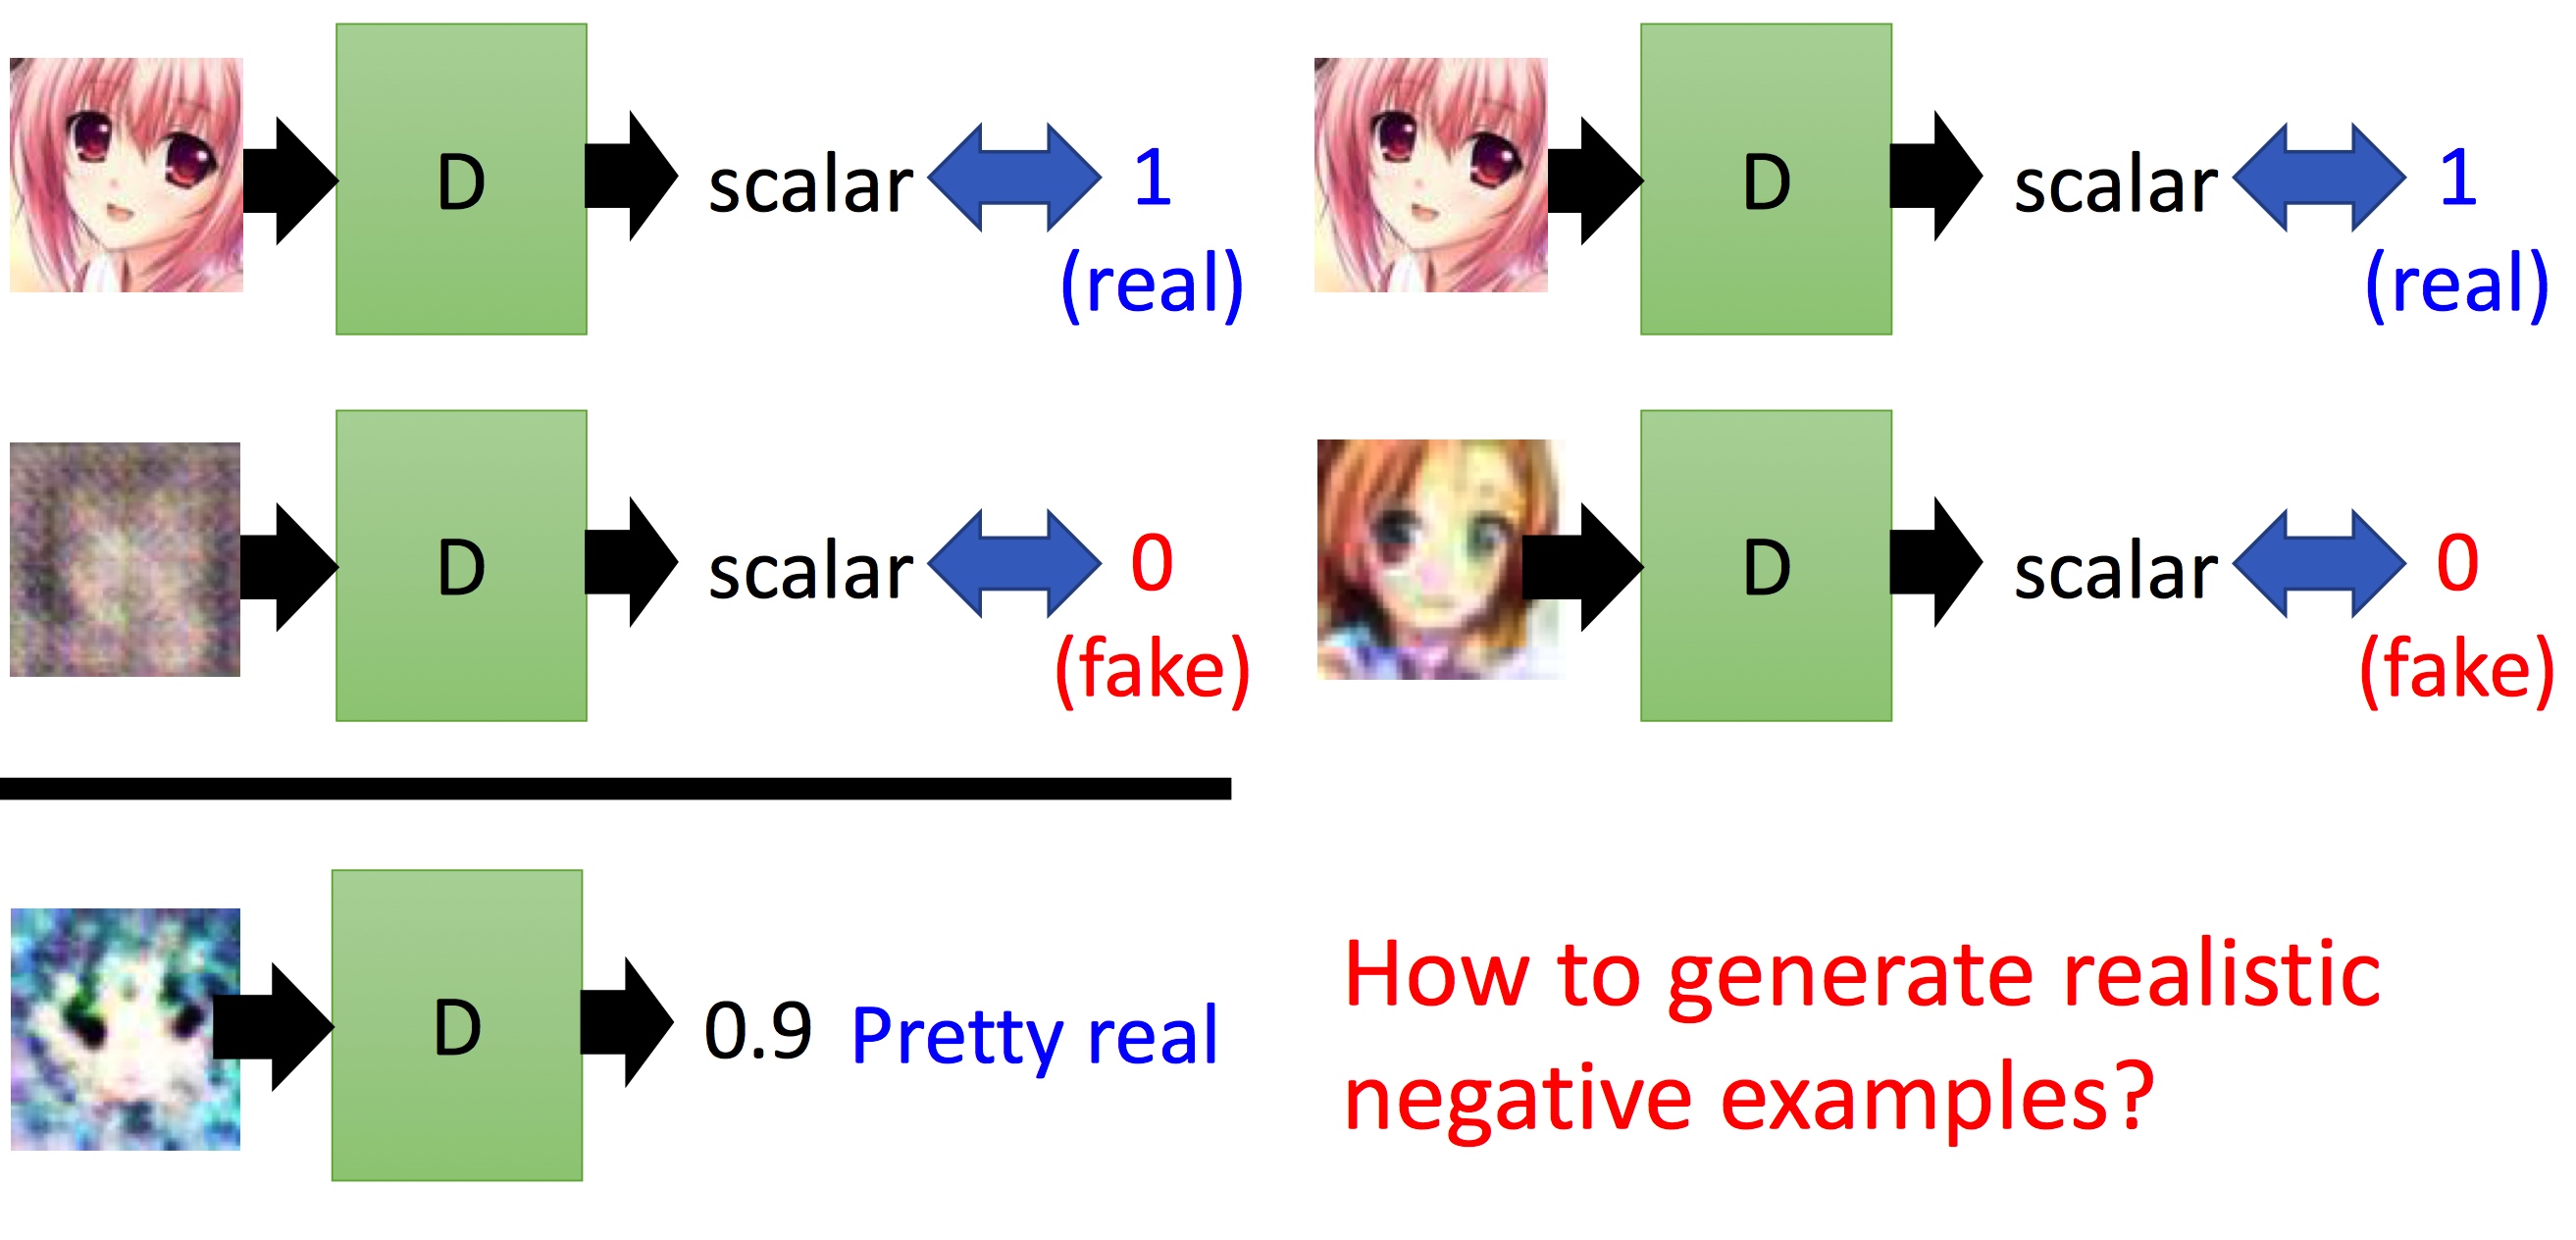 D scalar 1
(real)
D scalar 0
(fake)
D 0.9 Pretty real
D scalar 1
(real)
D scalar 0
(fake)
How to generate realistic
negative examples?